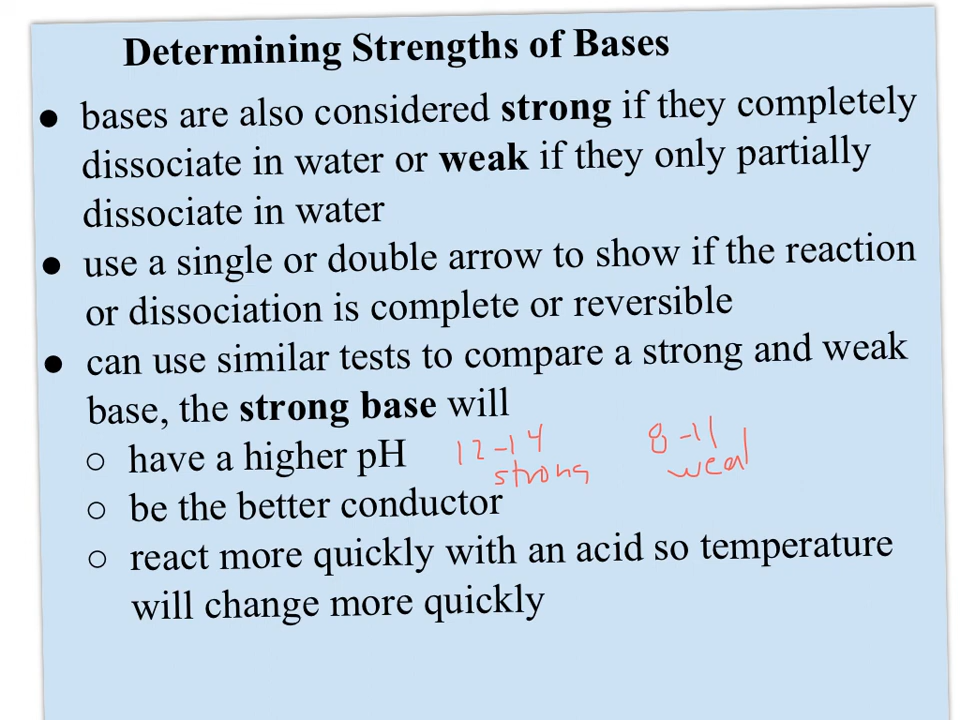 Determining Strengths of Bases
● bases are also considered strong if they completely
dissociate in water or weak if they only partially
dissociate in water
● use a single or double arrow to show if the reaction
or dissociation is complete or reversible
● can use similar tests to compare a strong and weak
base, the strong base will
○ have a higher pH 12-14 8-11
strong weak
○ be the better conductor
○ react more quickly with an acid so temperature
will change more quickly